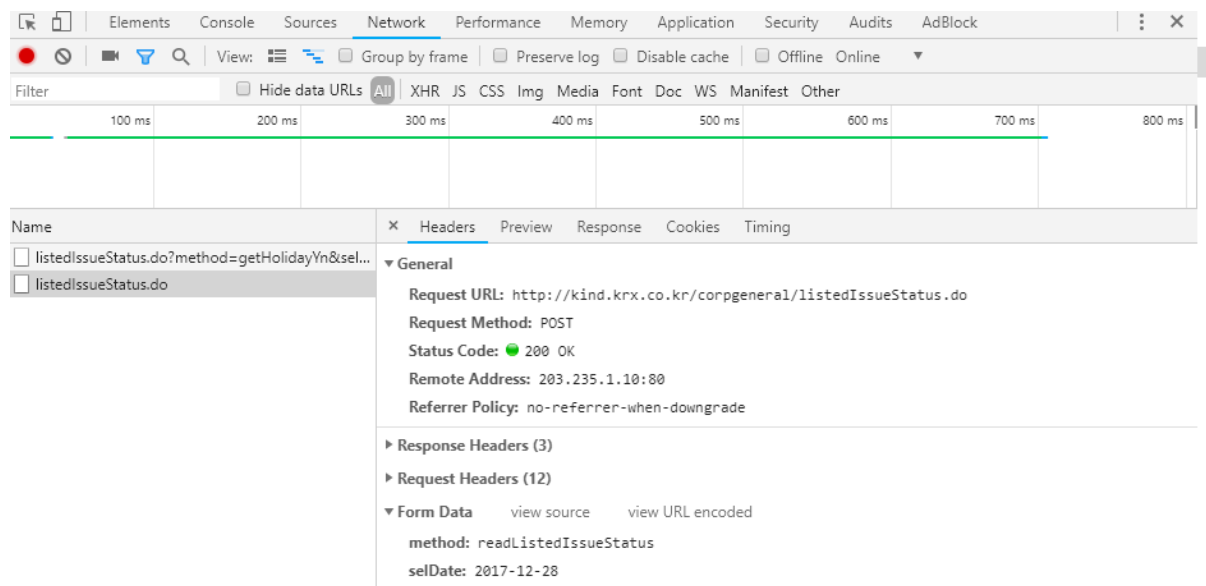 Elements Console Sources Network Performance Memory Application Security Audits AdBlock
View: Group by frame Preserve log Disable cache Offline Online
Filter Hide data URLs All XHR JS CSS Img Media Font Doc WS Manifest Other
100 ms 200 ms 300 ms 400 ms 500 ms 600 ms 700 ms 800 ms
Name × Headers Preview Response Cookies Timing
listedIssueStatus.do?method=getHolidayYn&sel...
listedIssueStatus.do
General
Request URL: http://kind.krx.co.kr/corpgeneral/listedIssueStatus.do
Request Method: POST
Status Code: 200 OK
Remote Address: 203.235.1.10:80
Referrer Policy: no-referrer-when-downgrade
Response Headers (3)
Request Headers (12)
Form Data view source view URL encoded
method: readListedIssueStatus
selDate: 2017-12-28